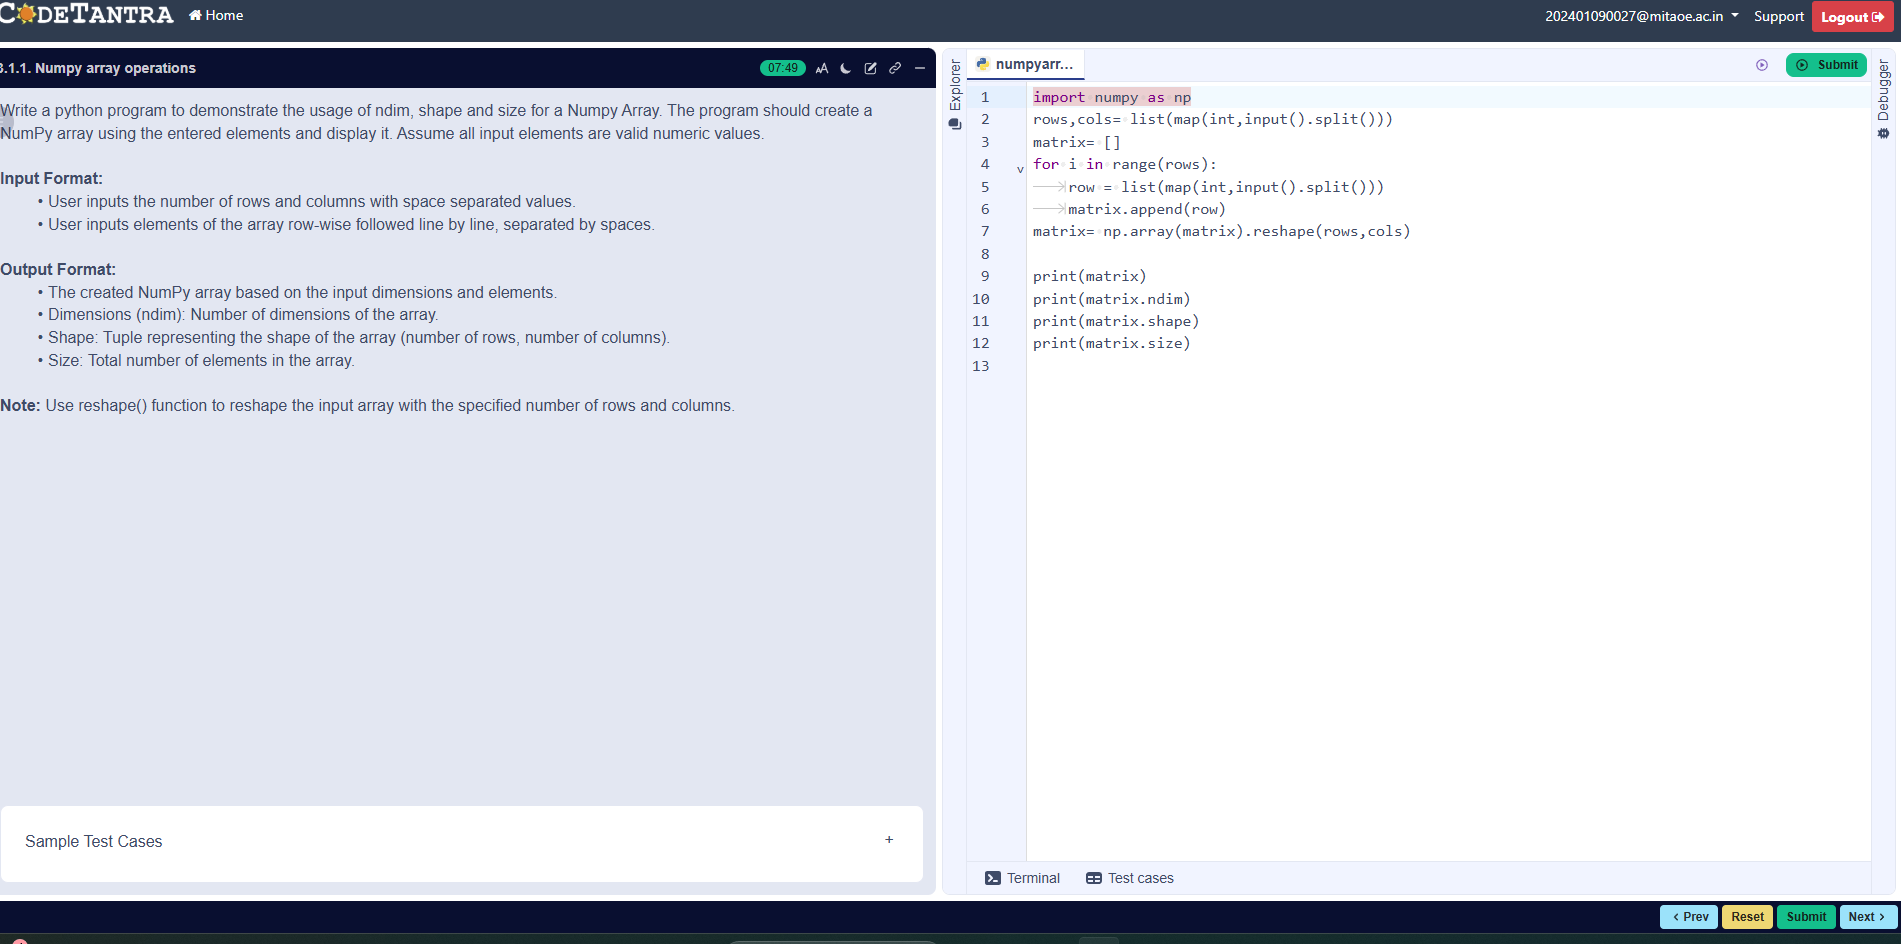 CODETANTRA Home 202401090027@mitaoe.ac.in Support Logout
3.1.1. Numpy array operations 07:49 AA
Write a python program to demonstrate the usage of ndim, shape and size for a Numpy Array. The program should create a
NumPy array using the entered elements and display it. Assume all input elements are valid numeric values.
Input Format:
• User inputs the number of rows and columns with space separated values.
• User inputs elements of the array row-wise followed line by line, separated by spaces.
Output Format:
• The created NumPy array based on the input dimensions and elements.
• Dimensions (ndim): Number of dimensions of the array.
• Shape: Tuple representing the shape of the array (number of rows, number of columns).
• Size: Total number of elements in the array.
Note: Use reshape() function to reshape the input array with the specified number of rows and columns.
Sample Test Cases +
Explorer
numpyarr... Submit
1 import numpy as np
2 rows,cols= list(map(int,input().split()))
3 matrix= []
4 for i in range(rows):
5 row = list(map(int,input().split()))
6 matrix.append(row)
7 matrix= np.array(matrix).reshape(rows,cols)
8
9 print(matrix)
10 print(matrix.ndim)
11 print(matrix.shape)
12 print(matrix.size)
13
Debugger
Terminal Test cases
< Prev Reset Submit Next >